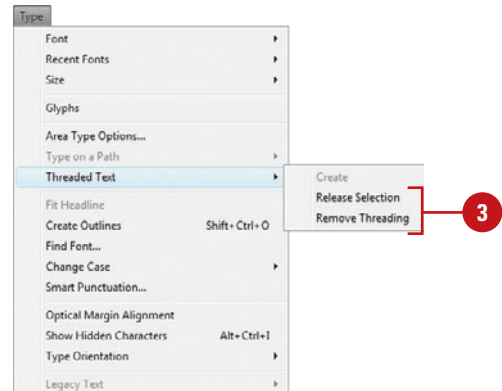 Type
Font
Recent Fonts
Size
Glyphs
Area Type Options...
Type on a Path
Threaded Text
Create
Release Selection
Remove Threading
3
Fit Headline
Create Outlines Shift+Ctrl+O
Find Font...
Change Case
Smart Punctuation...
Optical Margin Alignment
Show Hidden Characters Alt+Ctrl+I
Type Orientation
Legacy Text